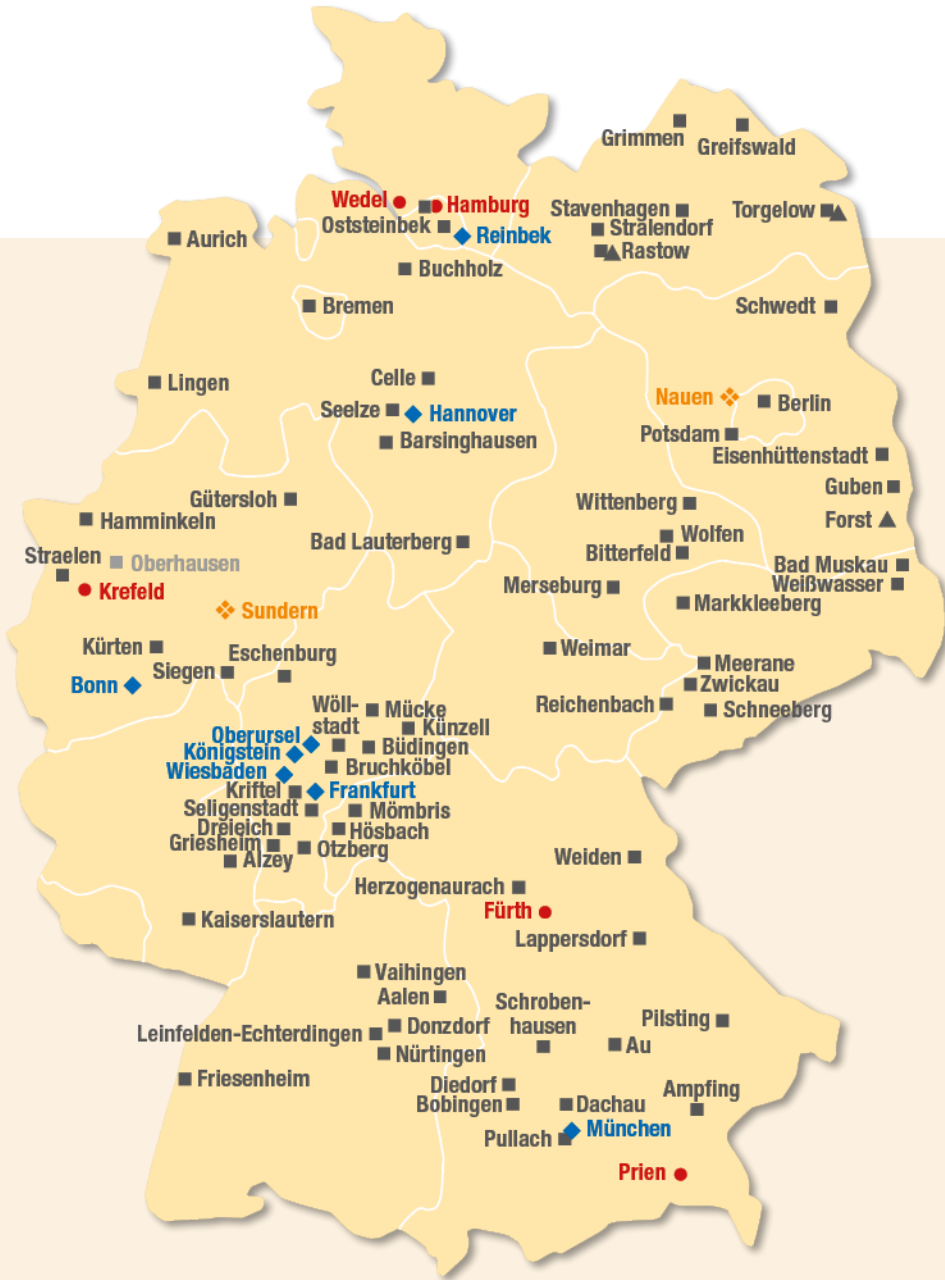 Grimmen
Greifswald
Wedel
Hamburg
Stavenhagen
Torgelow
Oststeinbek
Reinbek
Stralendorf
Aurich
Rastow
Buchholz
Bremen
Schwedt
Lingen
Celle
Nauen
Berlin
Seelze
Hannover
Potsdam
Barsinghausen
Eisenhüttenstadt
Guben
Gütersloh
Wittenberg
Hamminkeln
Forst
Bad Lauterberg
Wolfen
Bitterfeld
Straelen
Oberhausen
Bad Muskau
Weißwasser
Krefeld
Merseburg
Markkleeberg
Sundern
Kürten
Eschenburg
Weimar
Siegen
Meerane
Bonn
Zwickau
Wöll-
stadt
Mücke
Reichenbach
Schneeberg
Künzell
Oberursel
Büdingen
Königstein
Wiesbaden
Bruchköbel
Kriftel
Frankfurt
Seligenstadt
Mömbris
Dreieich
Hösbach
Griesheim
Otzberg
Alzey
Weiden
Herzogenaurach
Fürth
Kaiserslautern
Lappersdorf
Vaihingen
Aalen
Schroben-
hausen
Pilsting
Donzdorf
Leinfelden-Echterdingen
Au
Nürtingen
Friesenheim
Diedorf
Ampfing
Bobingen
Dachau
München
Pullach
Prien